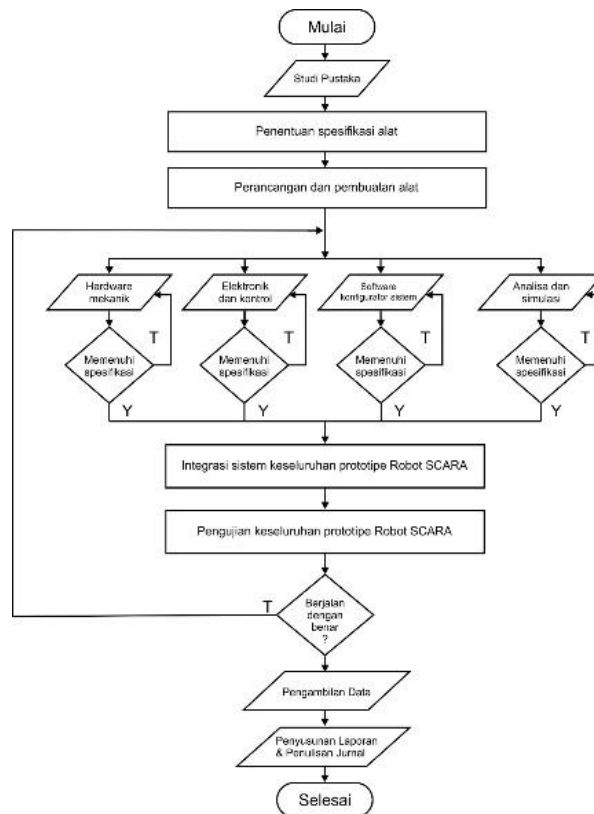 Mulai
Studi Pustaka
Penentuan spesifikasi alat
Perancangan dan pembuatan alat
Hardware
mekanik
Elektronik
dan kontrol
Software
konfigurator sistem
Analisa dan
simulasi
T
T
T
T
Memenuhi
spesifikasi
Memenuhi
spesifikasi
Memenuhi
spesifikasi
Memenuhi
spesifikasi
Y
Y
Y
Y
Integrasi sistem keseluruhan prototipe Robot SCARA
Pengujian keseluruhan prototipe Robot SCARA
T
Berjalan
dengan
benar
?
Pengambilan Data
Penyusunan Laporan
& Penulisan Jurnal
Selesai